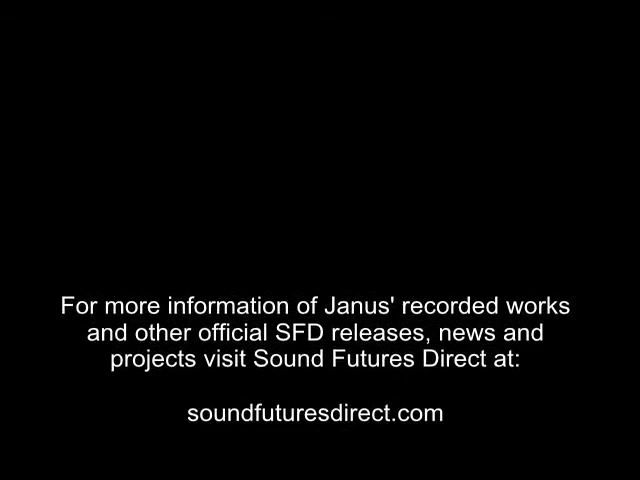 For more information of Janus' recorded works
and other official SFD releases, news and
projects visit Sound Futures Direct at:
soundfuturesdirect.com